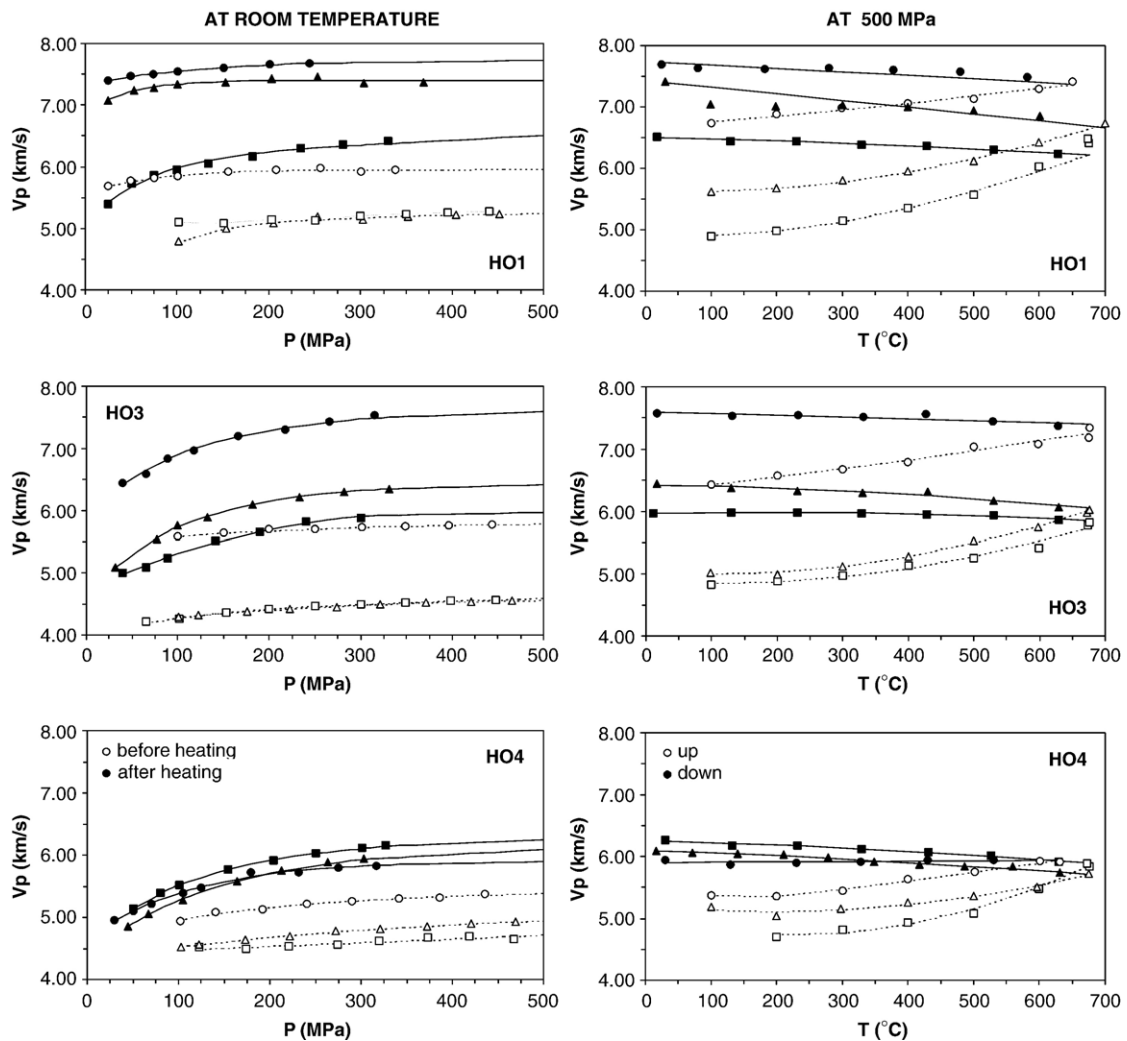 AT ROOM TEMPERATURE
AT 500 MPa
8.00
7.00
6.00
5.00
4.00
Vp (km/s)
0 100 200 300 400 500
P (MPa)
HO1
8.00
7.00
6.00
5.00
4.00
Vp (km/s)
0 100 200 300 400 500 600 700
T (°C)
HO1
8.00
7.00
6.00
5.00
4.00
Vp (km/s)
0 100 200 300 400 500
P (MPa)
HO3
8.00
7.00
6.00
5.00
4.00
Vp (km/s)
0 100 200 300 400 500 600 700
T (°C)
HO3
8.00
7.00
6.00
5.00
4.00
Vp (km/s)
before heating
after heating
HO4
0 100 200 300 400 500
P (MPa)
8.00
7.00
6.00
5.00
4.00
Vp (km/s)
up
down
HO4
0 100 200 300 400 500 600 700
T (°C)